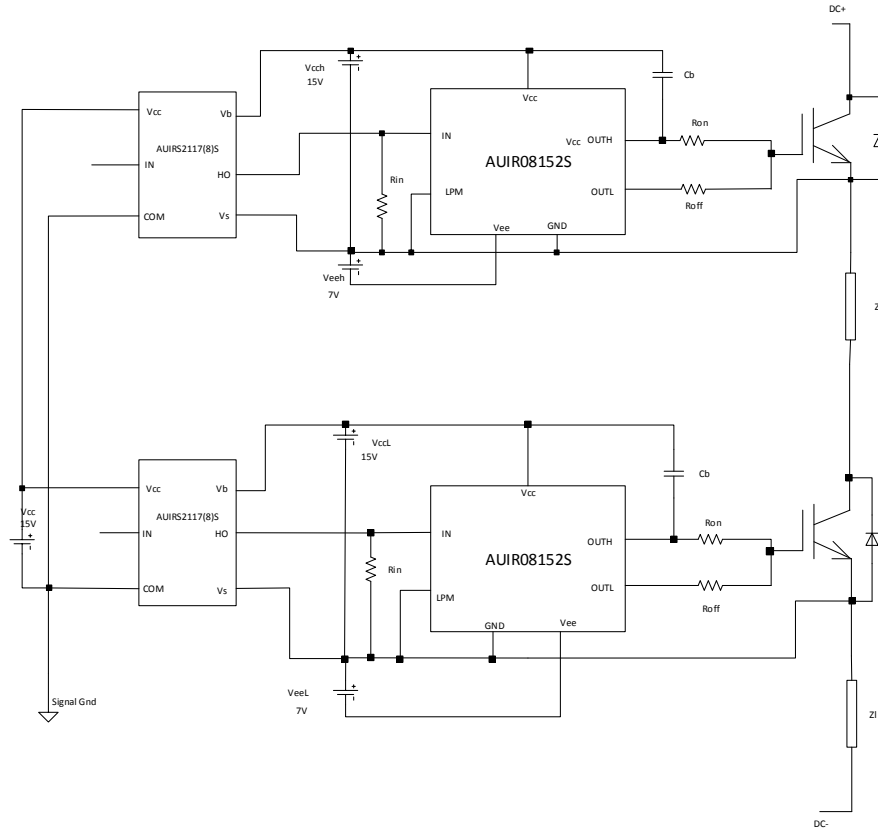 DC+
Vcch
15V
Cb
Vcc
Vb
AUIRS2117(8)S
IN
HO
COM
Vs
Rin
Vcc
IN
Vcc
OUTH
AUIR08152S
LPM
OUTL
Vee
GND
Ron
Roff
Veeh
7V
Z
VccL
15V
Cb
Vcc
15V
Vcc
Vb
AUIRS2117(8)S
IN
HO
COM
Vs
Rin
Vcc
IN
OUTH
AUIR08152S
OUTL
LPM
GND
Vee
Ron
Roff
VeeL
7V
Signal Gnd
Zl
DC-